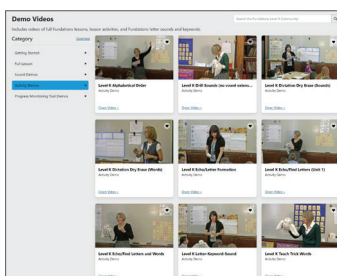 Demo Videos
Includes videos of full Fundations lessons, lesson activities, and Fundations letter sounds and keywords.
Category
Getting Started
Full Lesson
Sound Demos
Activity Demos
Progress Monitoring Tool Demos
Level K Alphabetical Order
Activity Demo
Level K Drill Sounds (no vowel extens...
Activity Demo
Level K Dictation Dry Erase (Sounds)
Activity Demo
Level K Dictation Dry Erase (Words)
Activity Demo
Level K Echo/Letter Formation
Activity Demo
Level K Echo/Find Letters (Unit 1)
Activity Demo
Level K Echo/Find Letters and Words
Activity Demo
Level K Letter-Keyword-Sound
Activity Demo
Level K Teach Trick Words
Activity Demo